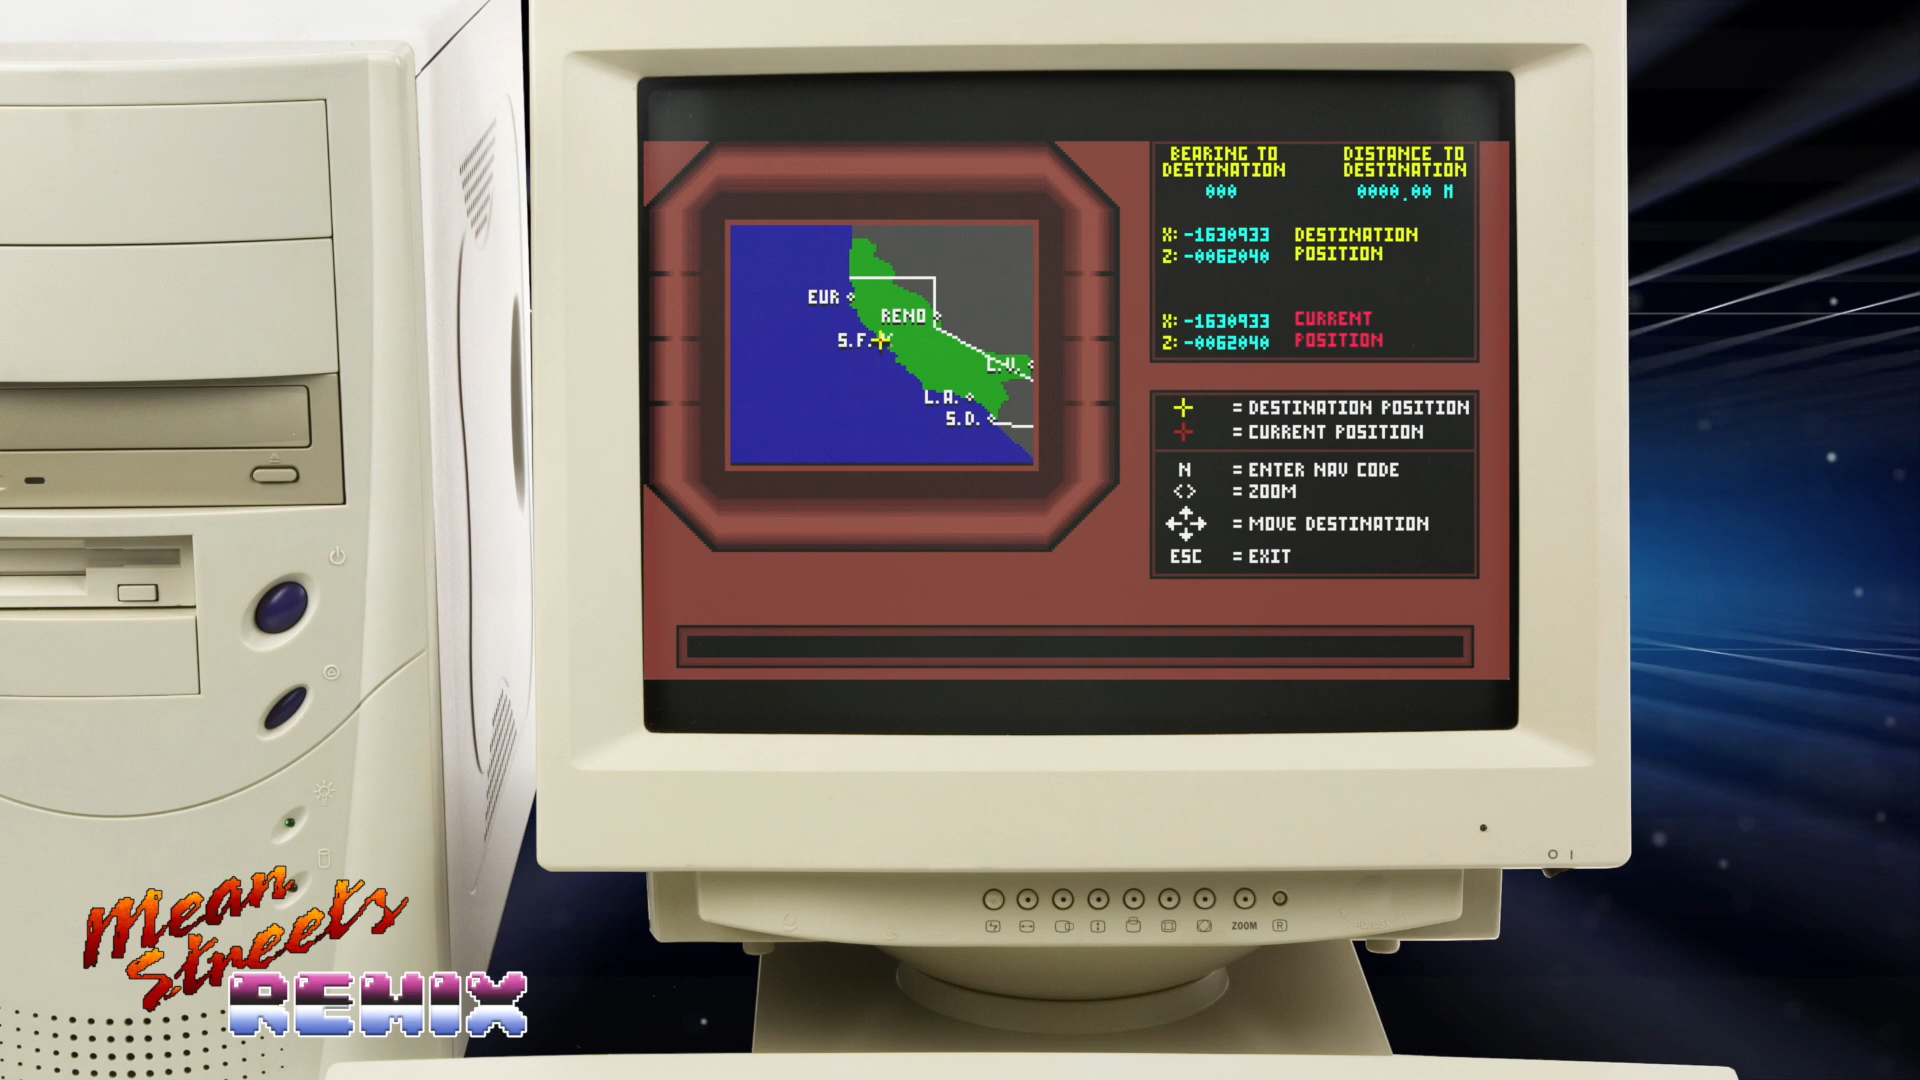 BEARING TO
DESTINATION
000
DISTANCE TO
DESTINATION
0000.00 M
X: -1630933 DESTINATION
Z: -0062040 POSITION
X: -1630933 CURRENT
Z: -0062040 POSITION
EUR
RENO
S.F.
L.V.
L.A.
S.D.
= DESTINATION POSITION
= CURRENT POSITION
N = ENTER NAV CODE
<> = ZOOM
= MOVE DESTINATION
ESC = EXIT
ZOOM
R
Mean
Streets
REMIX